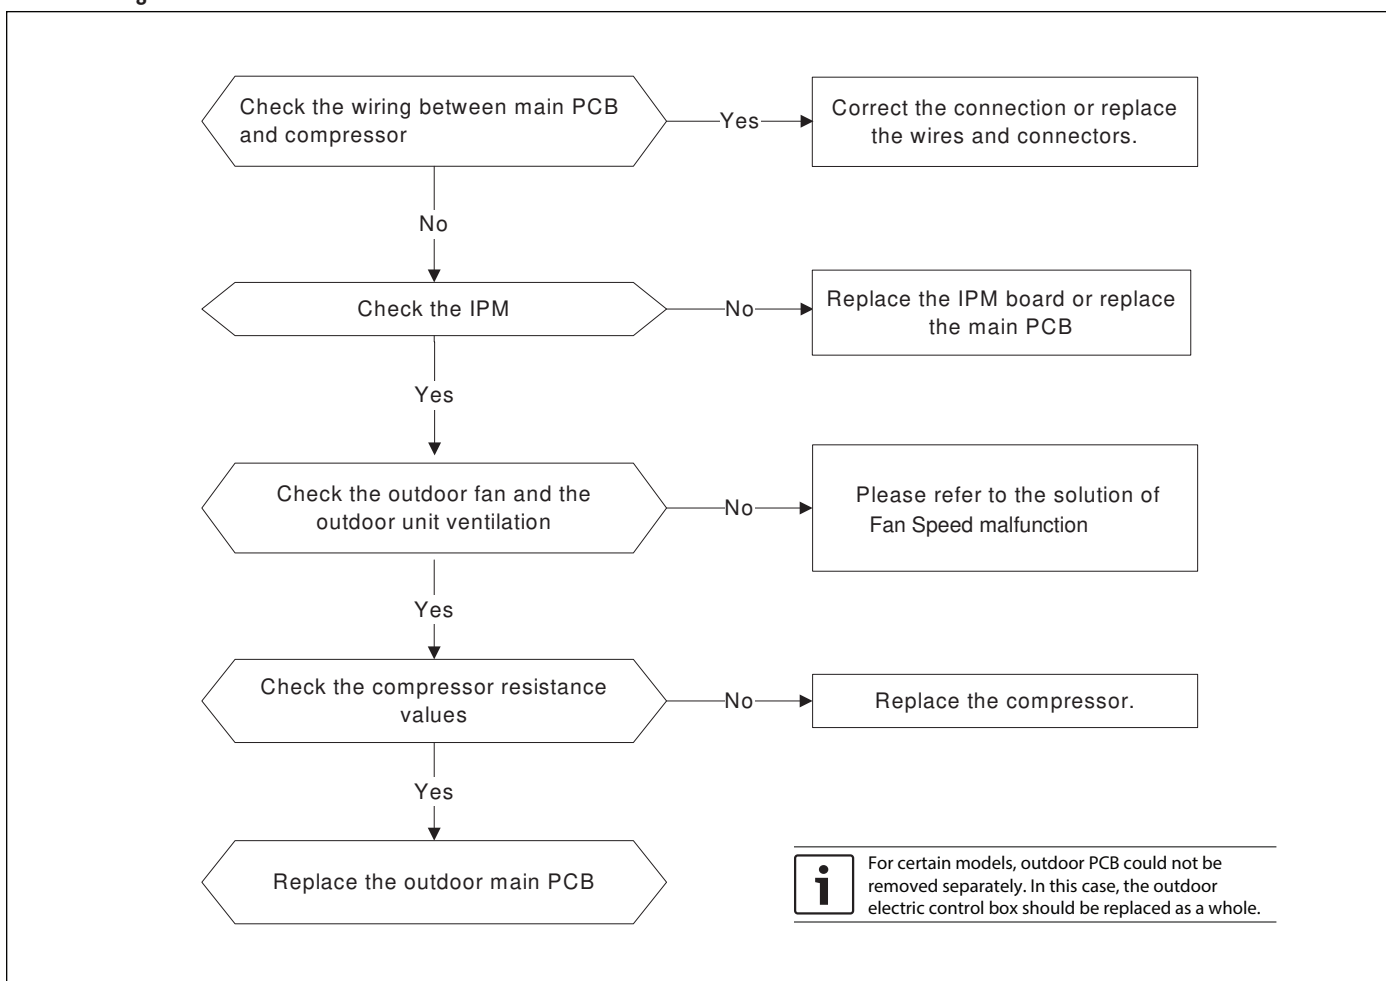 Check the wiring between main PCB
and compressor
Yes
Correct the connection or replace
the wires and connectors.
No
Check the IPM
No
Replace the IPM board or replace
the main PCB
Yes
Check the outdoor fan and the
outdoor unit ventilation
No
Please refer to the solution of
Fan Speed malfunction
Yes
Check the compressor resistance
values
No
Replace the compressor.
Yes
Replace the outdoor main PCB
For certain models, outdoor PCB could not be
removed separately. In this case, the outdoor
electric control box should be replaced as a whole.